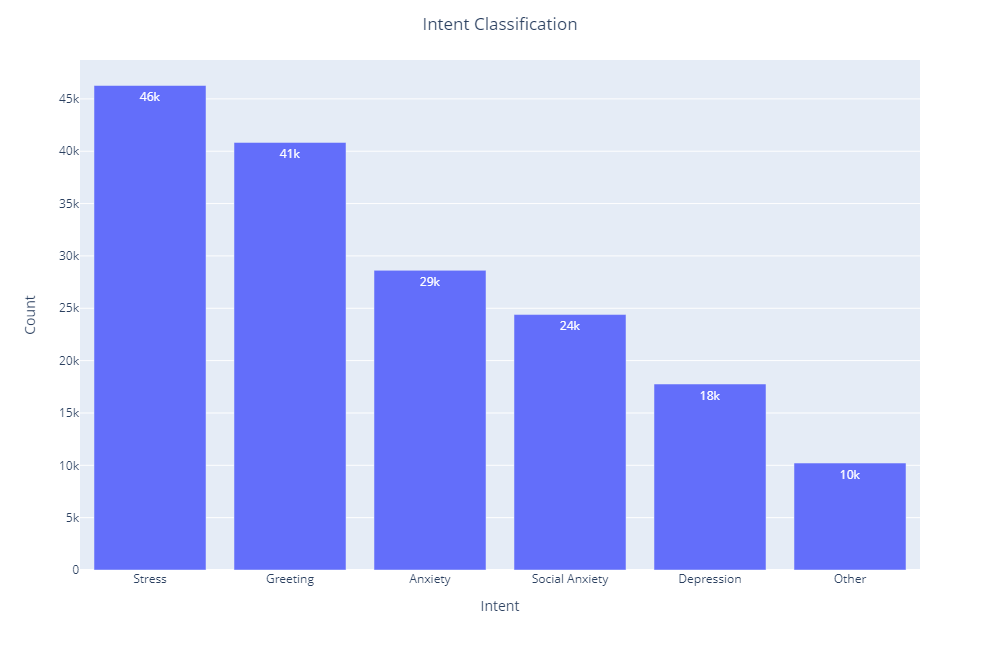 Intent Classification
45k
40k
35k
30k
25k
20k
15k
10k
5k
0
Count
46k
41k
29k
24k
18k
10k
Stress
Greeting
Anxiety
Social Anxiety
Depression
Other
Intent